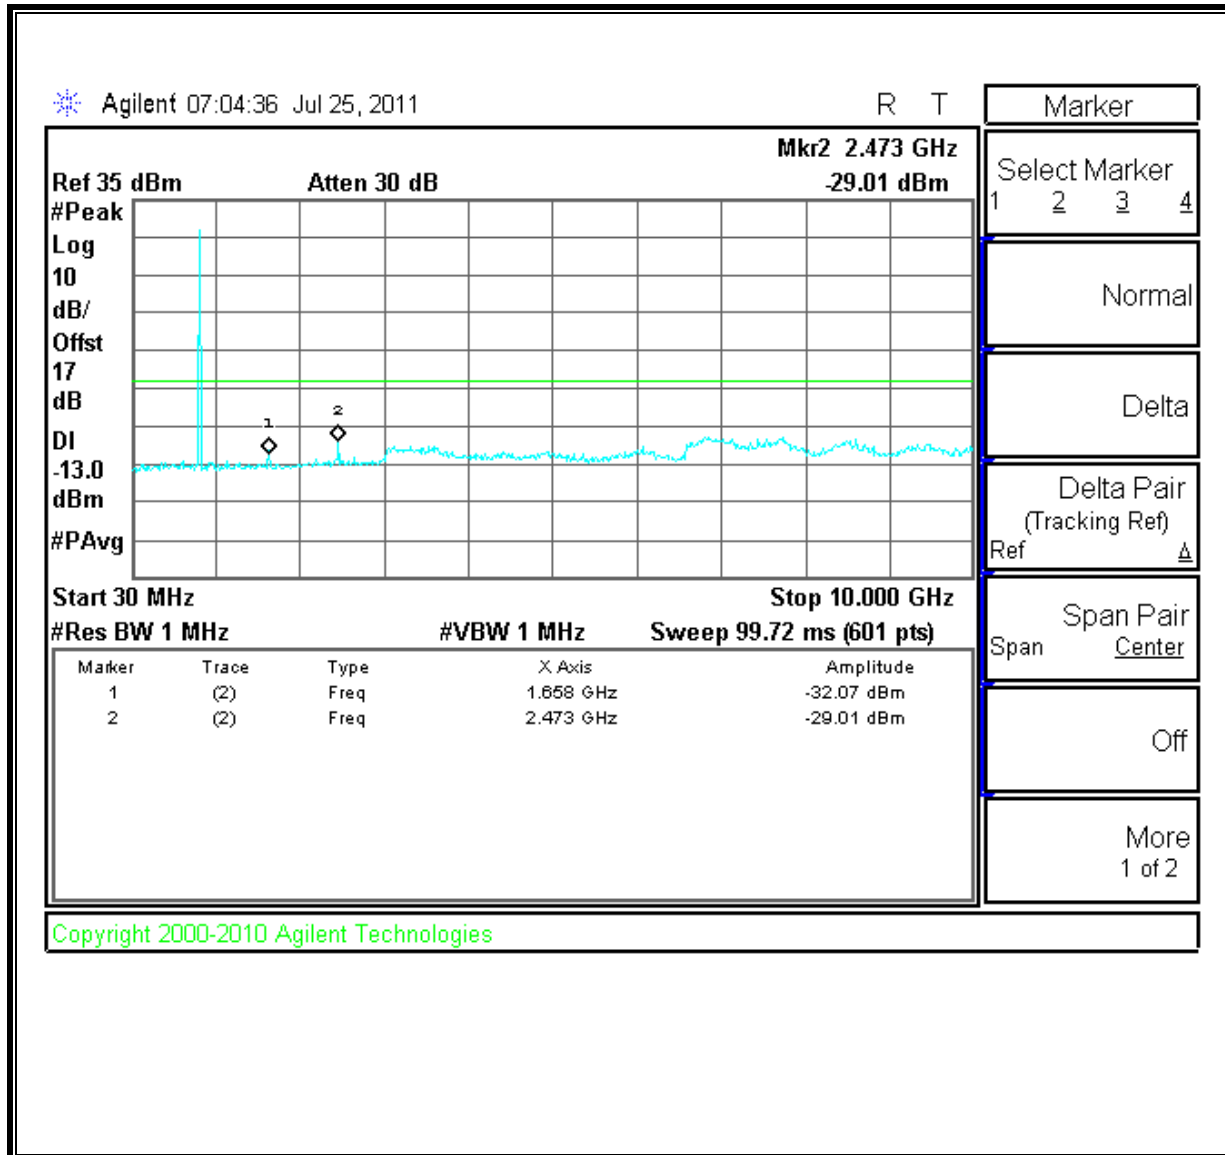 Agilent 07:04:36 Jul 25, 2011 R T
Mkr2 2.473 GHz
Ref 35 dBm Atten 30 dB -29.01 dBm
#Peak
Log
10
dB/
Offst
17
dB
DI
-13.0
dBm
#PAvg
1
2
Start 30 MHz Stop 10.000 GHz
#Res BW 1 MHz #VBW 1 MHz Sweep 99.72 ms (601 pts)
Marker Trace Type X Axis Amplitude
1 (2) Freq 1.658 GHz -32.07 dBm
2 (2) Freq 2.473 GHz -29.01 dBm
Copyright 2000-2010 Agilent Technologies
Marker
Select Marker
1 2 3 4
Normal
Delta
Delta Pair
(Tracking Ref)
Ref Δ
Span Pair
Span Center
Off
More
1 of 2